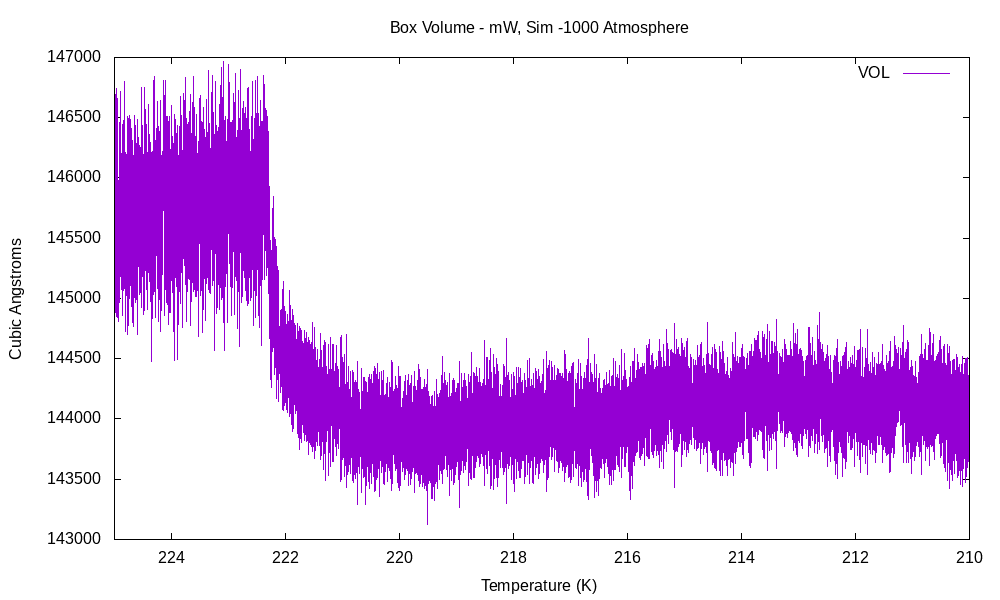 Box Volume - mW, Sim -1000 Atmosphere
VOL
147000
146500
146000
145500
145000
144500
144000
143500
143000
Cubic Angstroms
224 222 220 218 216 214 212 210
Temperature (K)